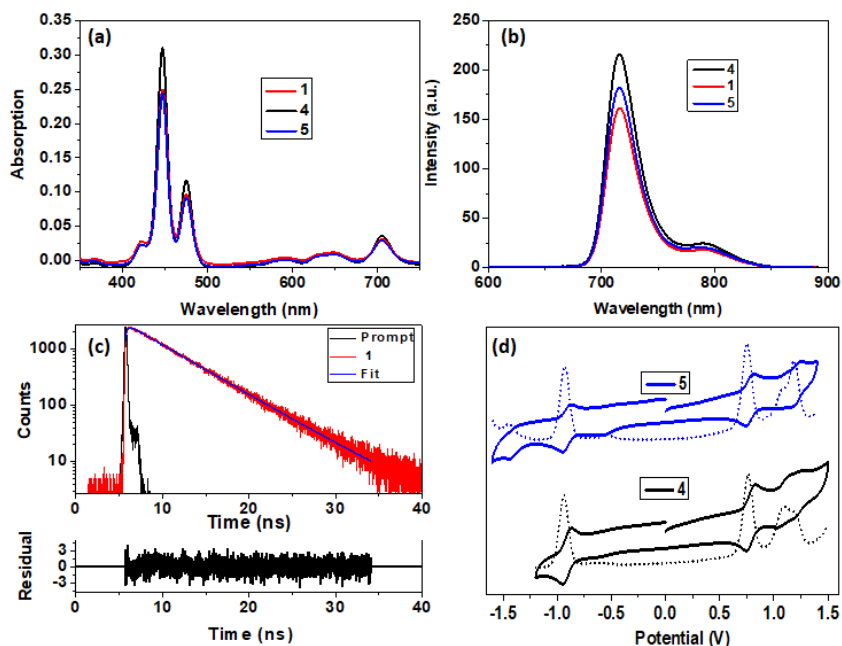 (a)
0.35
0.30
0.25
0.20
0.15
0.10
0.05
0.00
Absorption
1
4
5
400 500 600 700
Wavelength (nm)
(b)
250
200
150
100
50
0
Intensity (a.u.)
4
1
5
600 700 800 900
Wavelength (nm)
(c)
1000
100
10
Counts
Prompt
1
Fit
0 10 20 30 40
Time (ns)
3
0
-3
Residual
0 10 20 30 40
Time (ns)
(d)
5
4
-1.5 -1.0 -0.5 0.0 0.5 1.0 1.5
Potential (V)